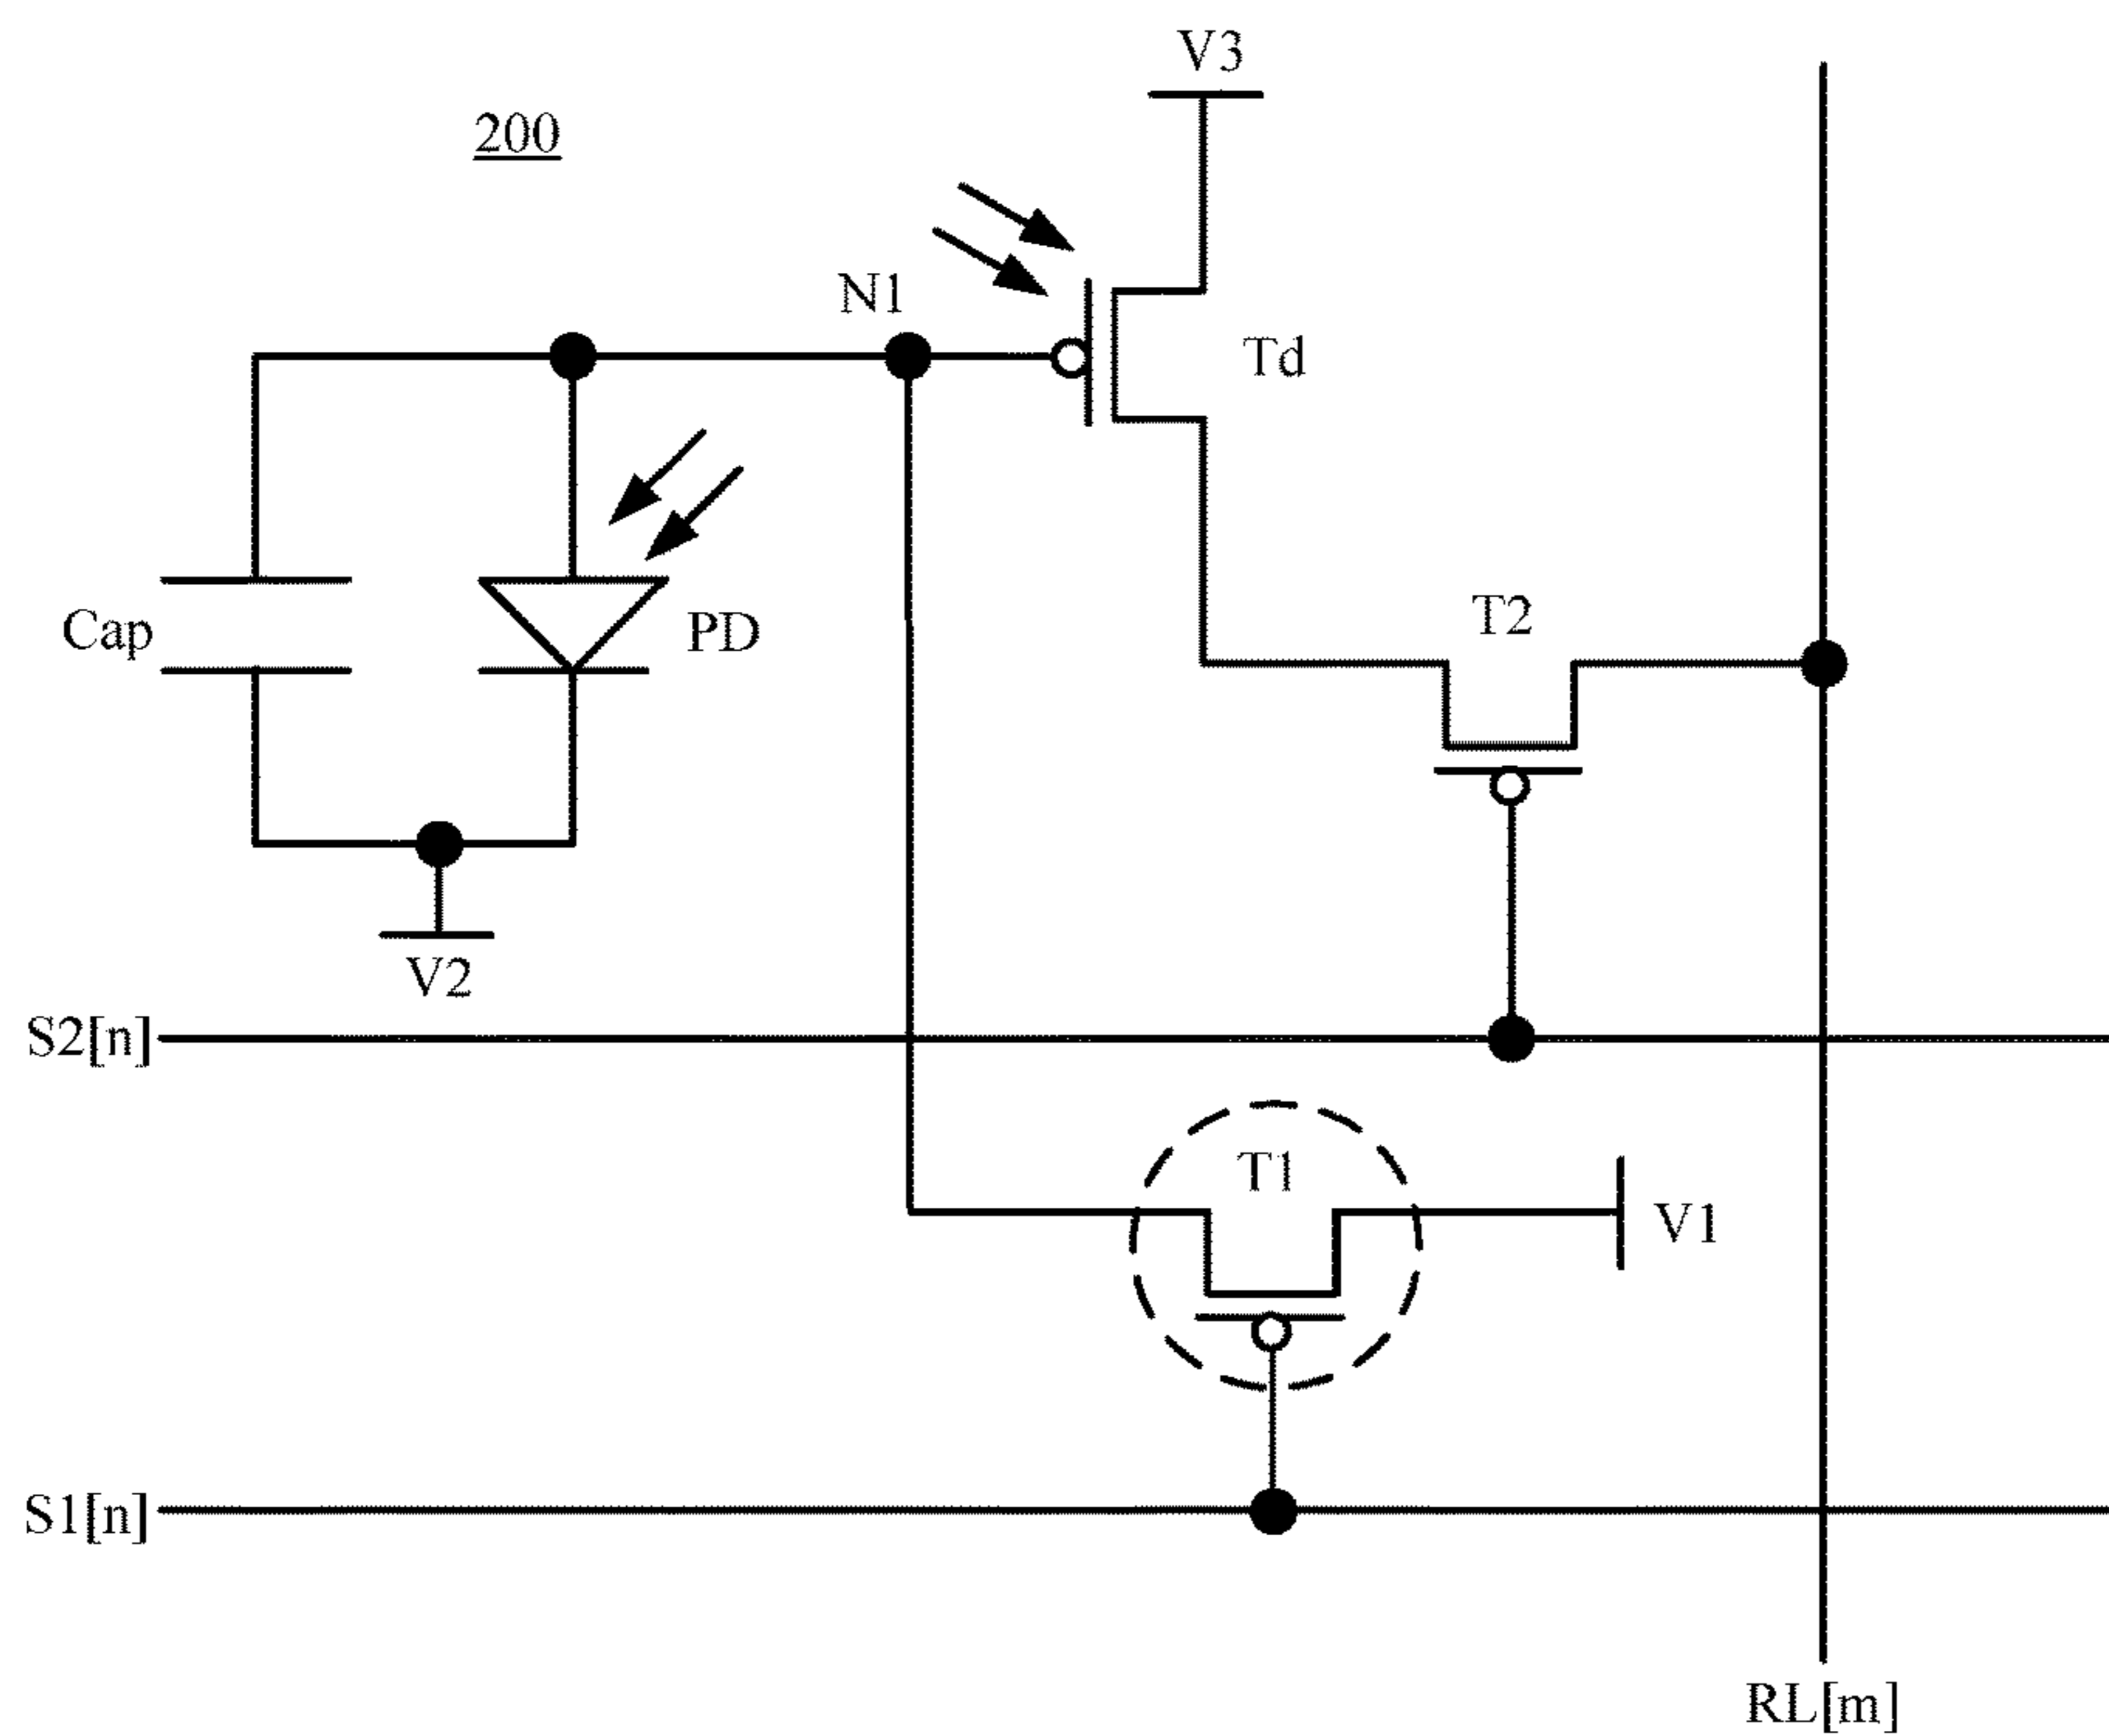 V3
200
N1
Td
T2
Cap
PD
V2
S2[n]
T1
V1
S1[n]
RL[m]